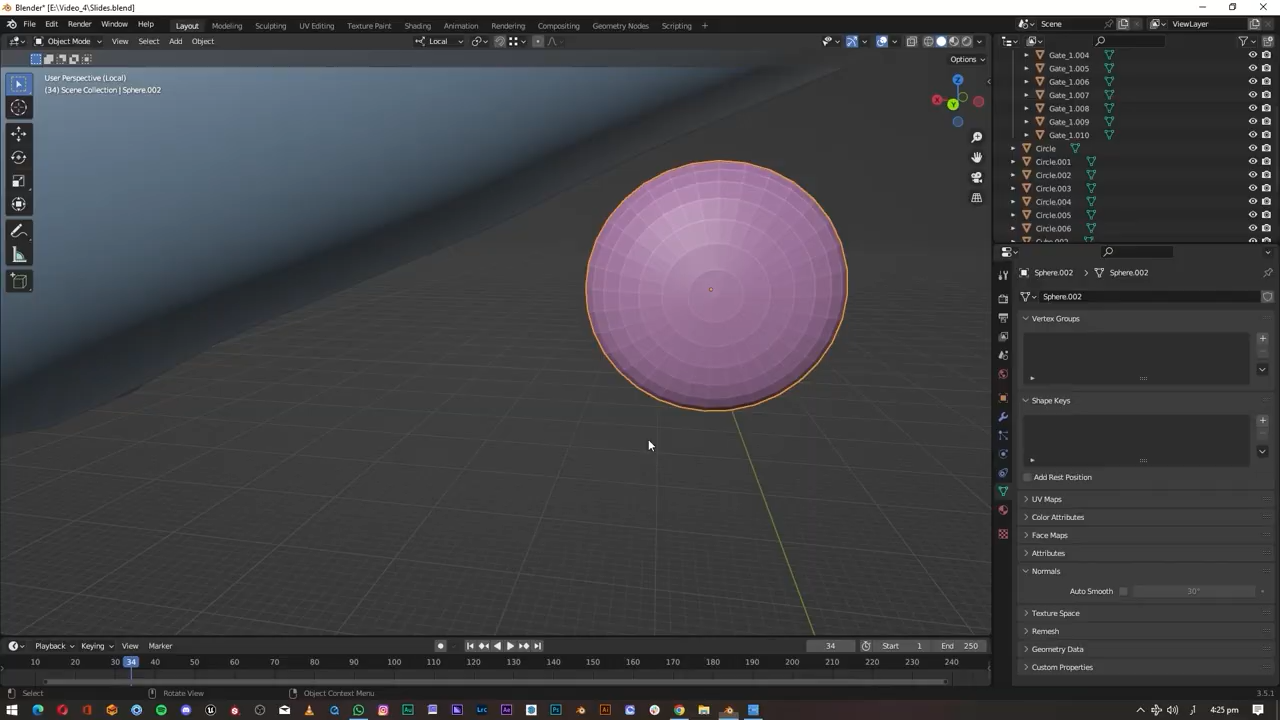 Blender* [E:\Video_4\Slides.blend]
File Edit Render Window Help Layout Modeling Sculpting UV Editing Texture Paint Shading Animation Rendering Compositing Geometry Nodes Scripting + Scene ViewLayer
Object Mode View Select Add Object Local
Options
User Perspective (Local)
(34) Scene Collection | Sphere.002
Z
X
Y
Gate_1.004
Gate_1.005
Gate_1.006
Gate_1.007
Gate_1.008
Gate_1.009
Gate_1.010
Circle
Circle.001
Circle.002
Circle.003
Circle.004
Circle.005
Circle.006
Cube.002
Sphere.002 > Sphere.002
Sphere.002
Vertex Groups
Shape Keys
Add Rest Position
UV Maps
Color Attributes
Face Maps
Attributes
Normals
Auto Smooth 30°
Texture Space
Remesh
Geometry Data
Custom Properties
Playback Keying View Marker 34 Start 1 End 250
10 20 30 34 40 50 60 70 80 90 100 110 120 130 140 150 160 170 180 190 200 210 220 230 240
Select Rotate View Object Context Menu 3.5.1
4:25 pm